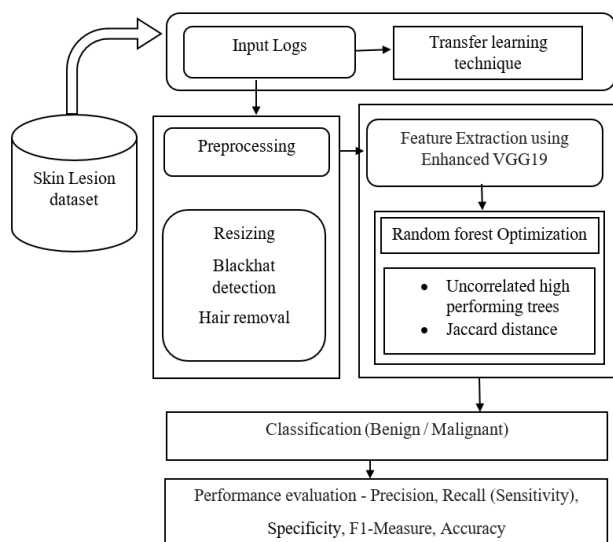 Input Logs
Transfer learning
technique
Skin Lesion
dataset
Preprocessing
Resizing
Blackhat
detection
Hair removal
Feature Extraction using
Enhanced VGG19
Random forest Optimization
• Uncorrelated high
performing trees
• Jaccard distance
Classification (Benign / Malignant)
Performance evaluation - Precision, Recall (Sensitivity),
Specificity, F1-Measure, Accuracy